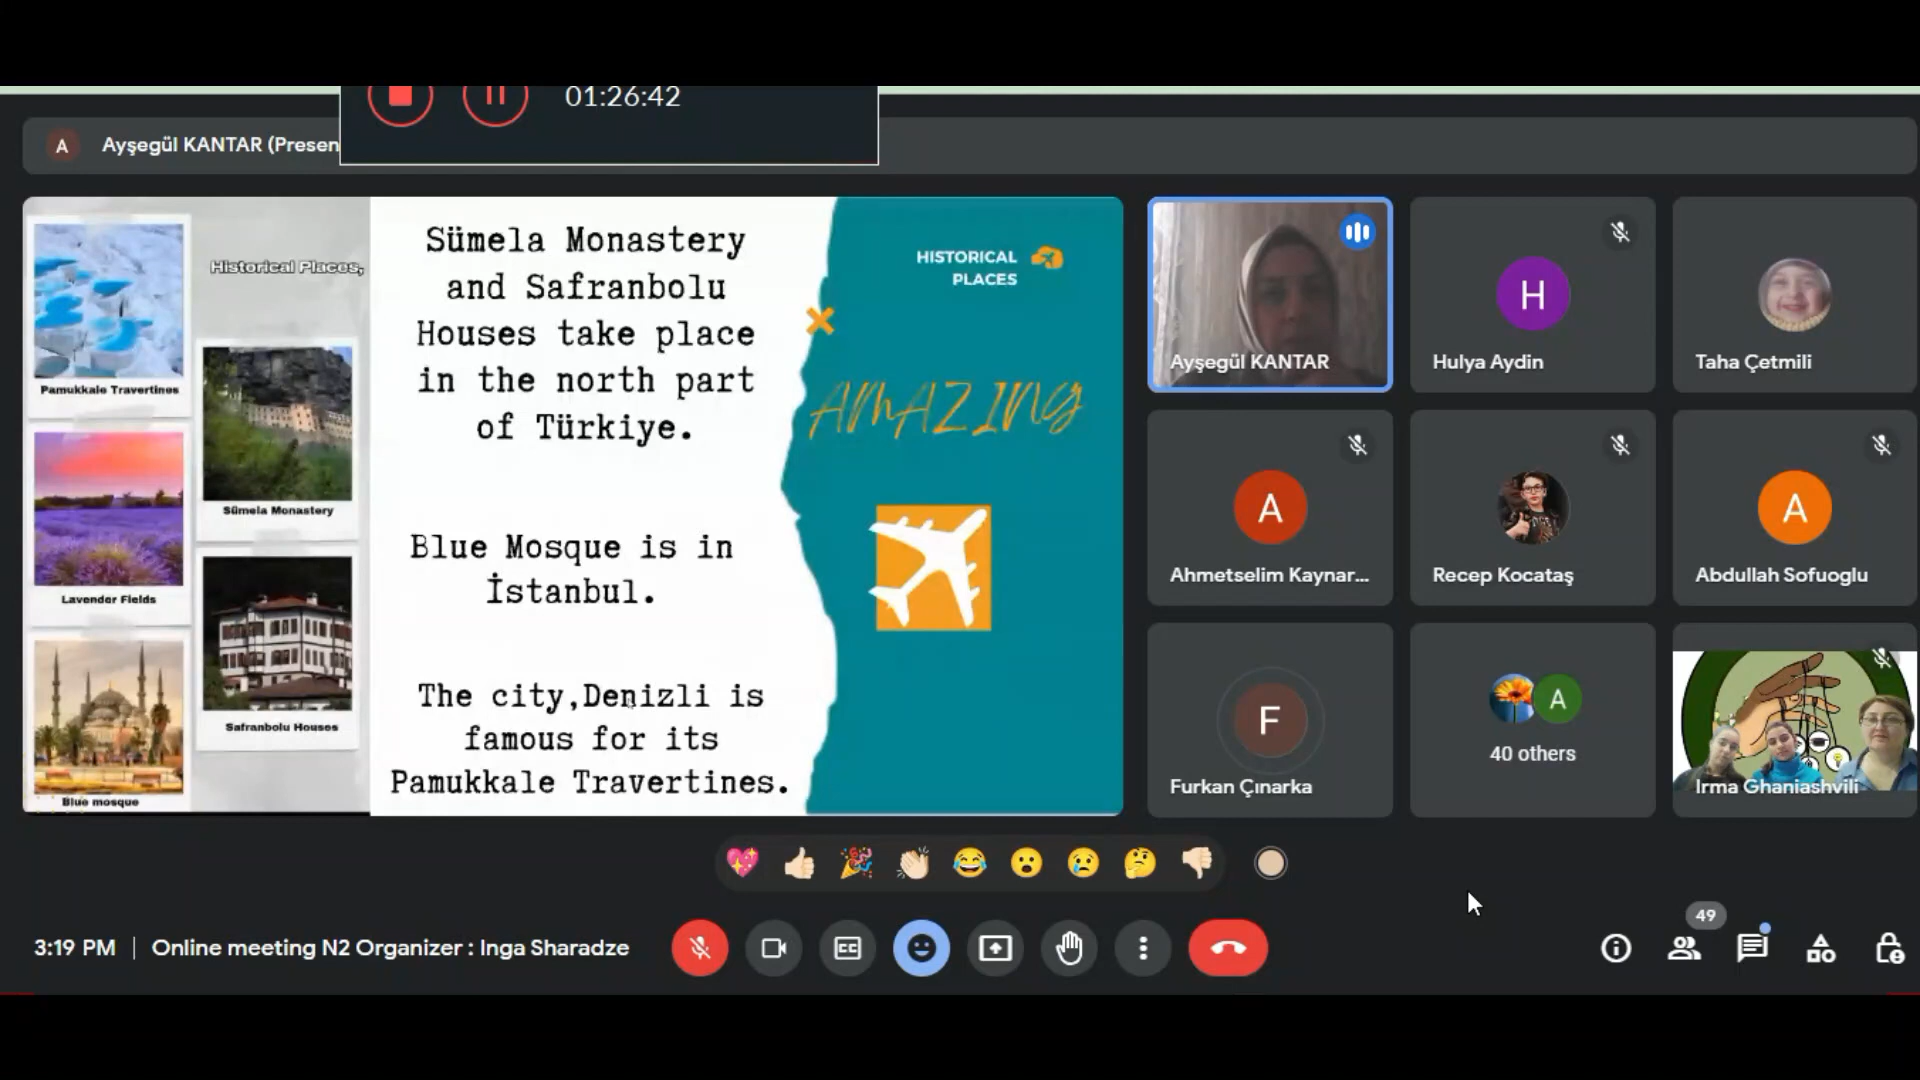 01:26:42
A
Ayşegül KANTAR (Presen
Historical Places,
Pamukkale Travertines
Sümela Monastery
Lavender Fields
Safranbolu Houses
Blue mosque
Sümela Monastery
and Safranbolu
Houses take place
in the north part
of Türkiye.
Blue Mosque is in
İstanbul.
The city,Denizli is
famous for its
Pamukkale Travertines.
HISTORICAL
PLACES
AMAZING
Ayşegül KANTAR
H
Hulya Aydin
Taha Çetmili
A
Ahmetselim Kaynar...
Recep Kocataş
A
Abdullah Sofuoglu
F
Furkan Çınarka
A
40 others
Irma Ghaniashvili
3:19 PM | Online meeting N2 Organizer : Inga Sharadze
49